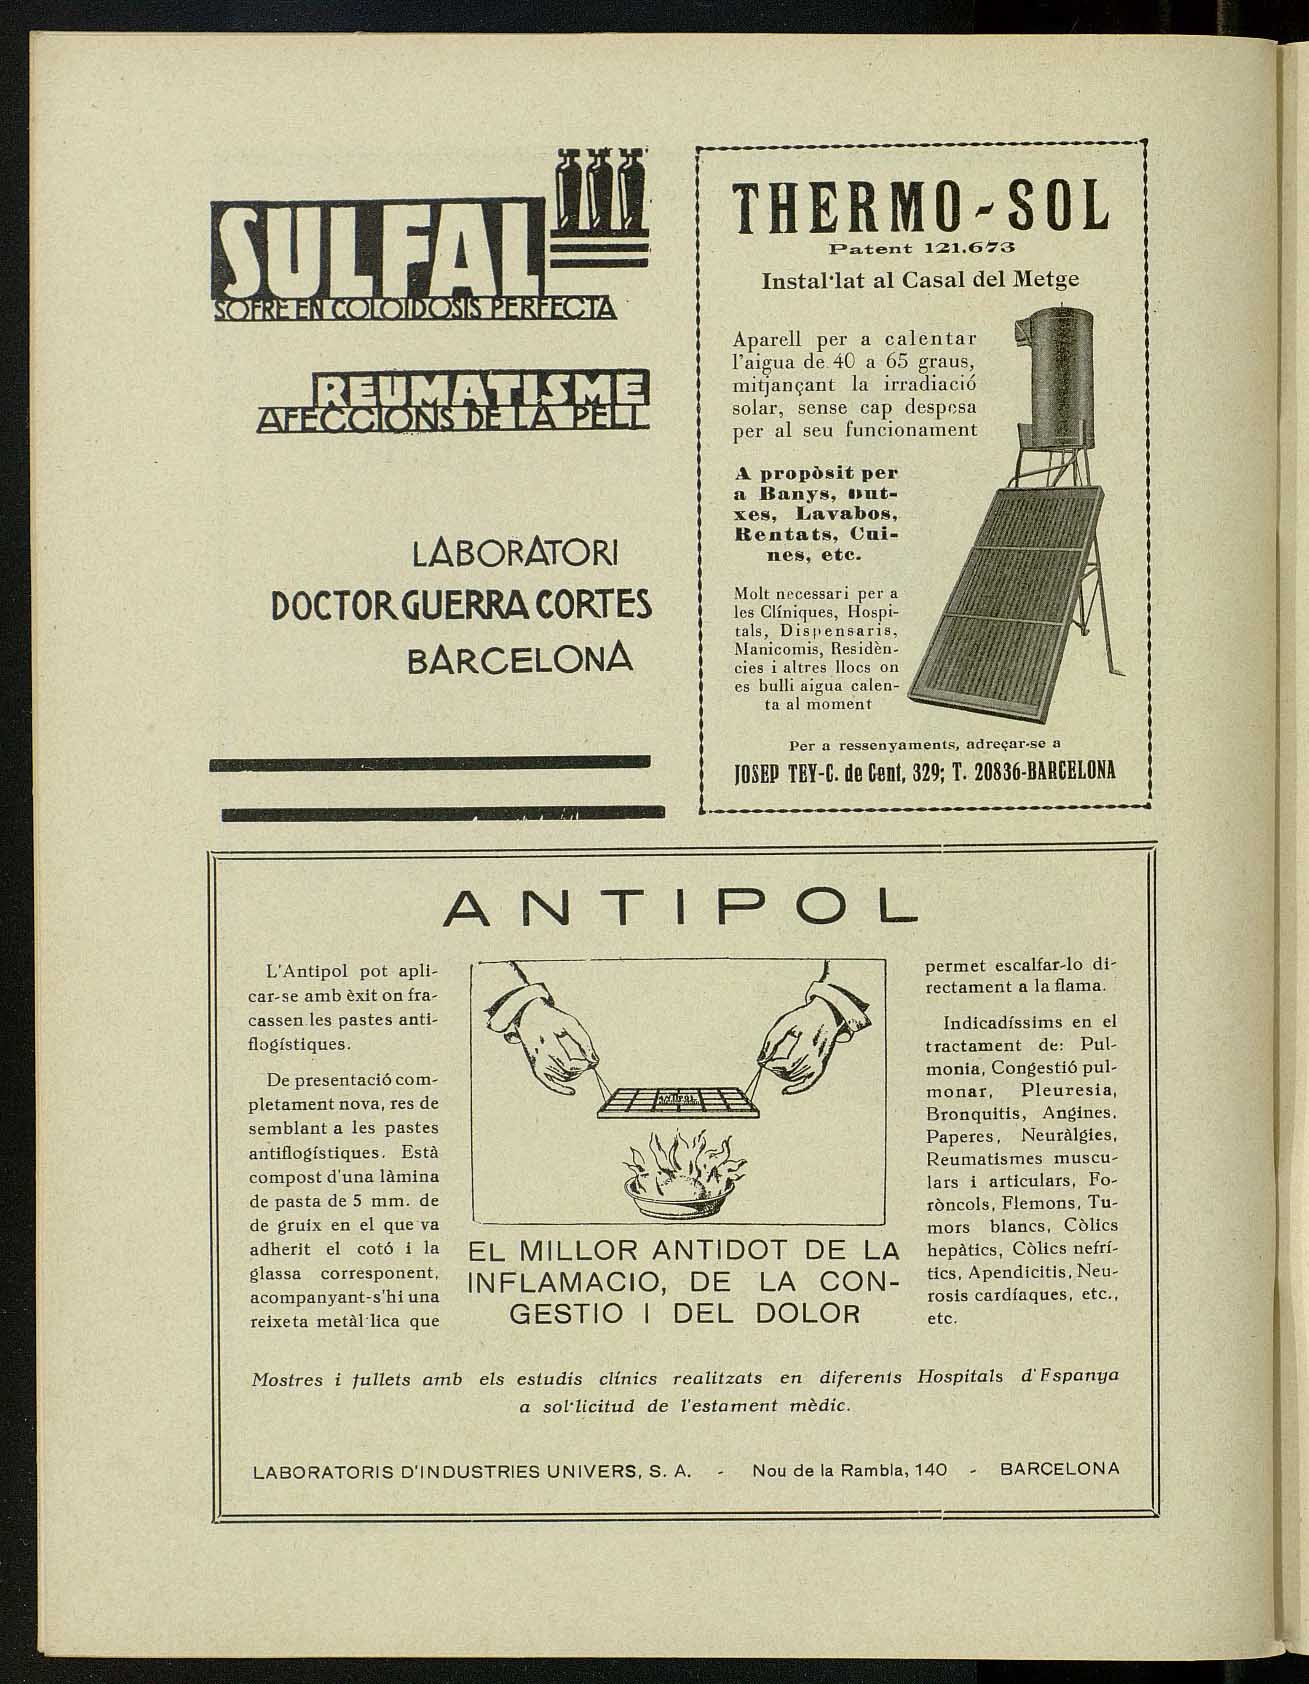 SULFAL
SOFRE EN COLOIDOSIS PERFECTA
REUMATISME
AFECCIONS DE LA PELL
LABORATORI
DOCTOR GUERRA CORTES
BARCELONA
THERMO-SOL
Patent 121.673
Instal·lat al Casal del Metge
Aparell per a calentar
l'aigua de 40 a 65 graus,
mitjançant la irradiació
solar, sense cap despesa
per al seu funcionament
A propòsit per
a Banys, Dut-
xes, Lavabos,
Rentats, Cui-
nes, etc.
Molt necessari per a
les Clíniques, Hospi-
tals, Dispensaris,
Manicomis, Residèn-
cies i altres llocs on
es bulli aigua calen-
ta al moment
Per a ressenyaments, adreçar-se a
JOSEP TEY-C. de Cent, 329; T. 20836-BARCELONA
ANTIPOL
L'Antipol pot apli-
car-se amb èxit on fra-
cassen les pastes anti-
flogístiques.
De presentació com-
pletament nova, res de
semblant a les pastes
antiflogístiques. Està
compost d'una làmina
de pasta de 5 mm. de
de gruix en el que va
adherit el cotó i la
glassa corresponent,
acompanyant-s'hi una
reixeta metàl·lica que
ANTIPOL
EL MILLOR ANTIDOT DE LA
INFLAMACIO, DE LA CON-
GESTIO I DEL DOLOR
permet escalfar-lo di-
rectament a la flama.
Indicadíssims en el
tractament de: Pul-
monia, Congestió pul-
monar, Pleuresia,
Bronquitis, Angines,
Paperes, Neuràlgies,
Reumatismes muscu-
lars i articulars, Fo-
ròncols, Flemons, Tu-
mors blancs, Còlics
hepàtics, Còlics nefrí-
tics, Apendicitis, Neu-
rosis cardíaques, etc.,
etc.
Mostres i fullets amb els estudis clínics realitzats en diferents Hospitals d'Espanya
a sol·licitud de l'estament mèdic.
LABORATORIS D'INDUSTRIES UNIVERS, S. A. - Nou de la Rambla, 140 - BARCELONA